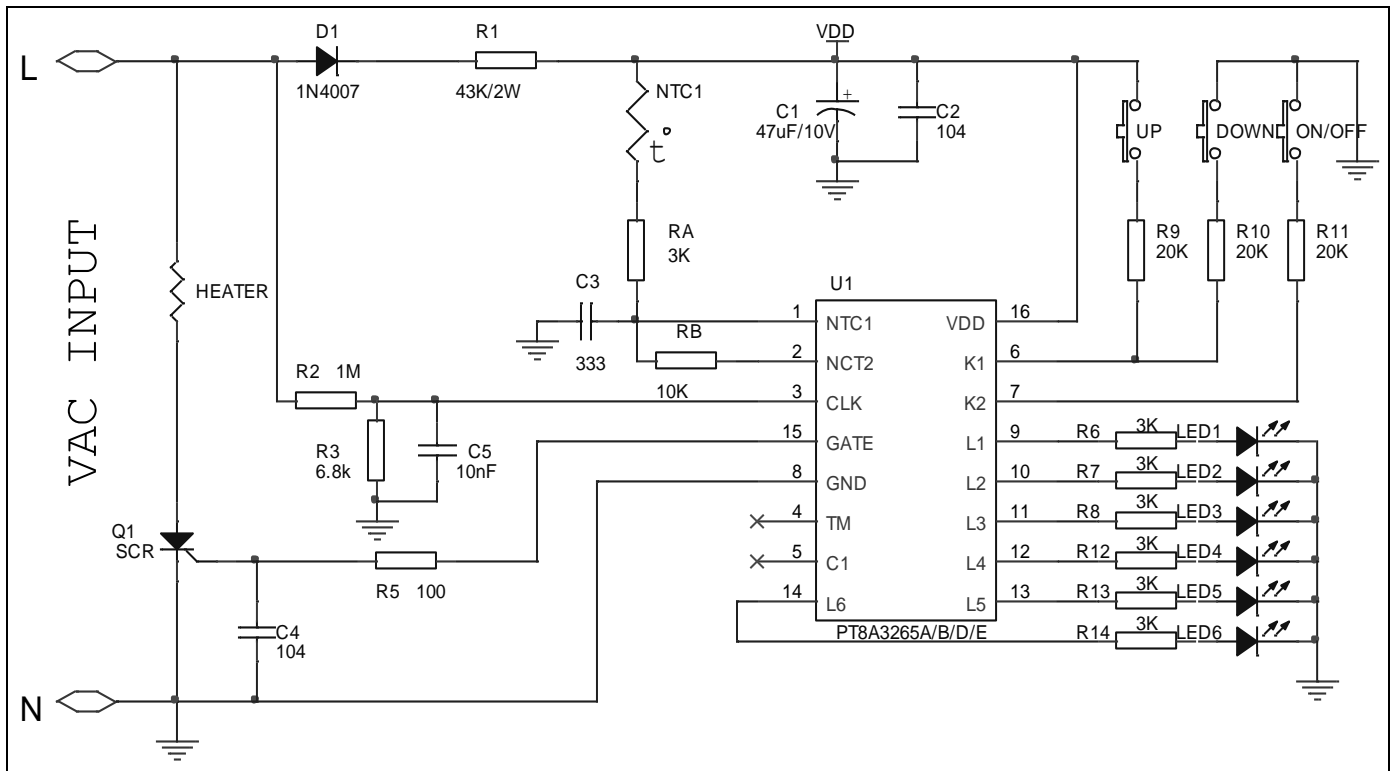 D1
R1
VDD
L
1N4007
43K/2W
NTC1
t°
C1
47uF/10V
+
C2
104
UP
DOWN
ON/OFF
VAC INPUT
HEATER
RA
3K
R9
20K
R10
20K
R11
20K
C3
333
RB
10K
U1
1 NTC1 VDD 16
2 NCT2 K1 6
3 CLK K2 7
15 GATE L1 9
8 GND L2 10
4 TM L3 11
5 C1 L4 12
14 L6 L5 13
PT8A3265A/B/D/E
R2 1M
R3
6.8k
C5
10nF
R6 3K LED1
R7 3K LED2
R8 3K LED3
R12 3K LED4
R13 3K LED5
R14 3K LED6
Q1
SCR
R5 100
C4
104
N